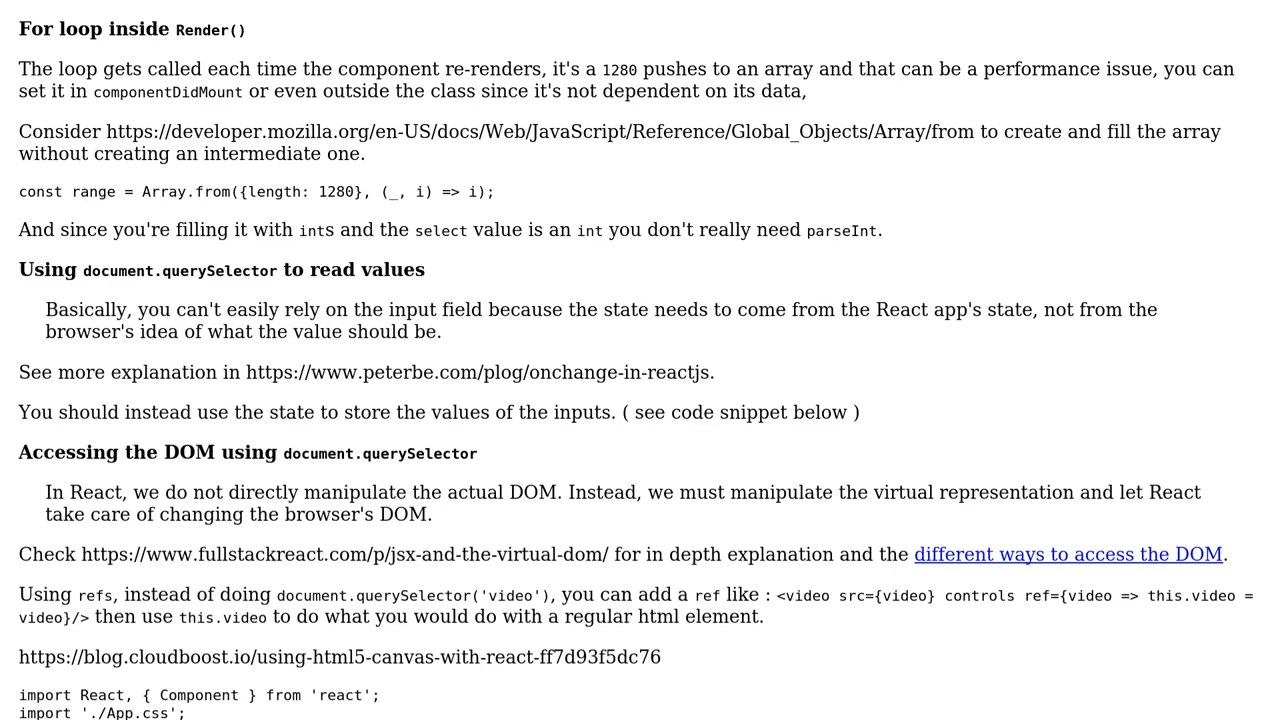 For loop inside Render()
The loop gets called each time the component re-renders, it's a 1280 pushes to an array and that can be a performance issue, you can
set it in componentDidMount or even outside the class since it's not dependent on its data,
Consider https://developer.mozilla.org/en-US/docs/Web/JavaScript/Reference/Global_Objects/Array/from to create and fill the array
without creating an intermediate one.
const range = Array.from({length: 1280}, (_, i) => i);
And since you're filling it with ints and the select value is an int you don't really need parseInt.
Using document.querySelector to read values
Basically, you can't easily rely on the input field because the state needs to come from the React app's state, not from the
browser's idea of what the value should be.
See more explanation in https://www.peterbe.com/plog/onchange-in-reactjs.
You should instead use the state to store the values of the inputs. ( see code snippet below )
Accessing the DOM using document.querySelector
In React, we do not directly manipulate the actual DOM. Instead, we must manipulate the virtual representation and let React
take care of changing the browser's DOM.
Check https://www.fullstackreact.com/p/jsx-and-the-virtual-dom/ for in depth explanation and the different ways to access the DOM.
Using refs, instead of doing document.querySelector('video'), you can add a ref like : <video src={video} controls ref={video => this.video =
video}/> then use this.video to do what you would do with a regular html element.
https://blog.cloudboost.io/using-html5-canvas-with-react-ff7d93f5dc76
import React, { Component } from 'react';
import './App.css';